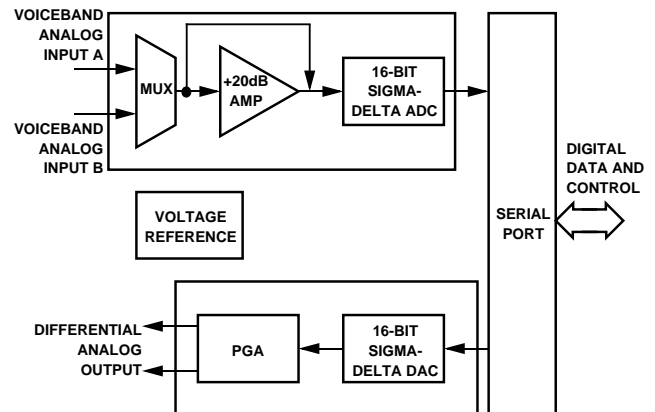 VOICEBAND
ANALOG
INPUT A
MUX
+20dB
AMP
16-BIT
SIGMA-
DELTA ADC
VOICEBAND
ANALOG
INPUT B
DIGITAL
DATA AND
CONTROL
SERIAL
PORT
VOLTAGE
REFERENCE
DIFFERENTIAL
ANALOG
OUTPUT
PGA
16-BIT
SIGMA-
DELTA DAC